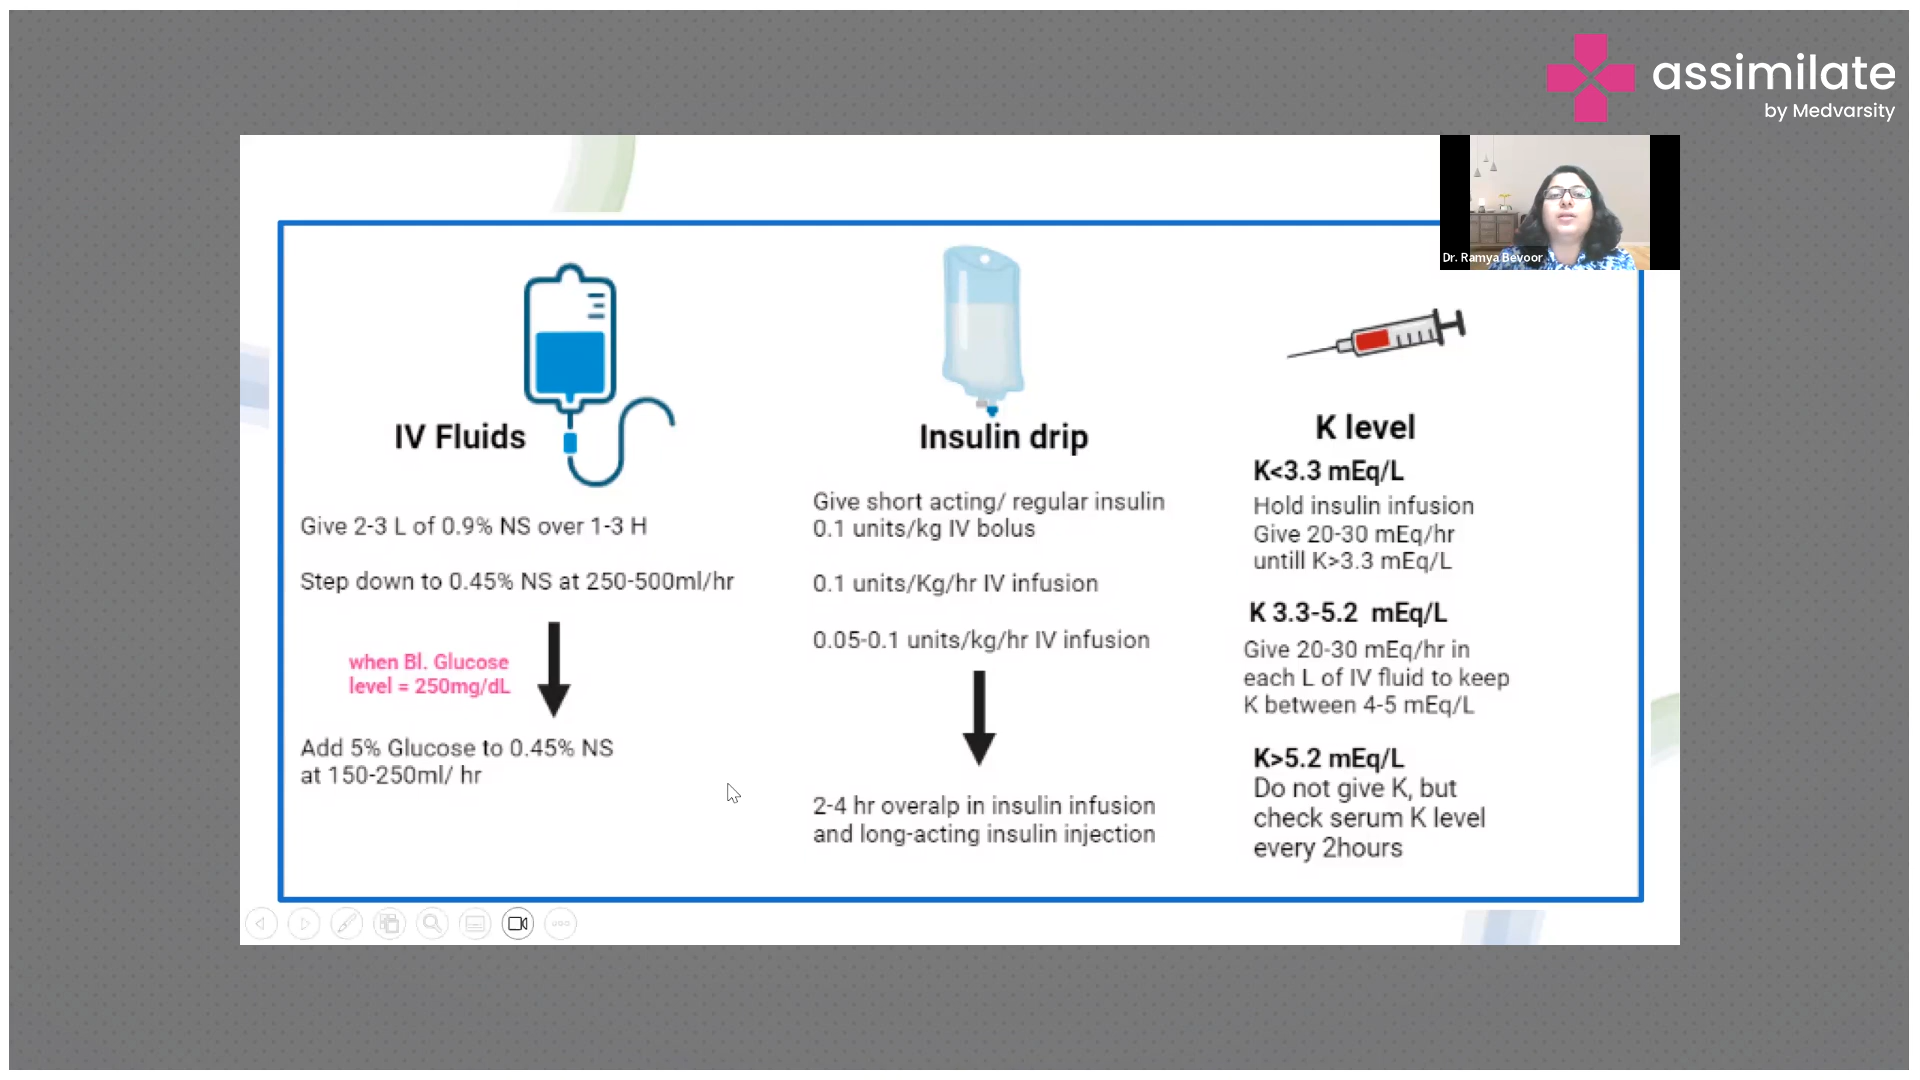 assimilate
by Medvarsity
Dr. Ramya Bevoor
IV Fluids
Give 2-3 L of 0.9% NS over 1-3 H
Step down to 0.45% NS at 250-500ml/hr
when Bl. Glucose
level = 250mg/dL
Add 5% Glucose to 0.45% NS
at 150-250ml/ hr
Insulin drip
Give short acting/ regular insulin
0.1 units/kg IV bolus
0.1 units/Kg/hr IV infusion
0.05-0.1 units/kg/hr IV infusion
2-4 hr overalp in insulin infusion
and long-acting insulin injection
K level
K<3.3 mEq/L
Hold insulin infusion
Give 20-30 mEq/hr
untill K>3.3 mEq/L
K 3.3-5.2 mEq/L
Give 20-30 mEq/hr in
each L of IV fluid to keep
K between 4-5 mEq/L
K>5.2 mEq/L
Do not give K, but
check serum K level
every 2hours